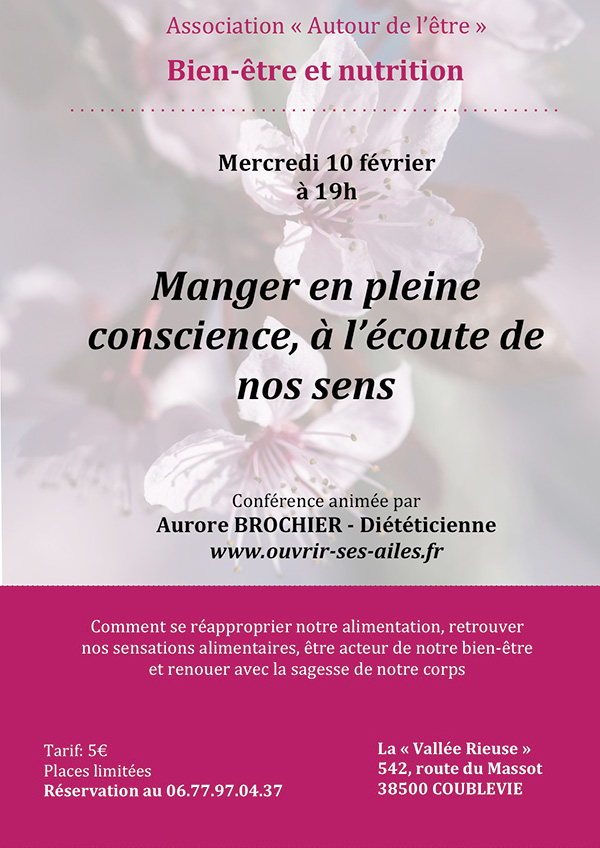 Association « Autour de l’être »
Bien-être et nutrition
Mercredi 10 février
à 19h
Manger en pleine
conscience, à l’écoute de
nos sens
Conférence animée par
Aurore BROCHIER - Diététicienne
www.ouvrir-ses-ailes.fr
Comment se réapproprier notre alimentation, retrouver
nos sensations alimentaires, être acteur de notre bien-être
et renouer avec la sagesse de notre corps
Tarif: 5€
Places limitées
Réservation au 06.77.97.04.37
La « Vallée Rieuse »
542, route du Massot
38500 COUBLEVIE